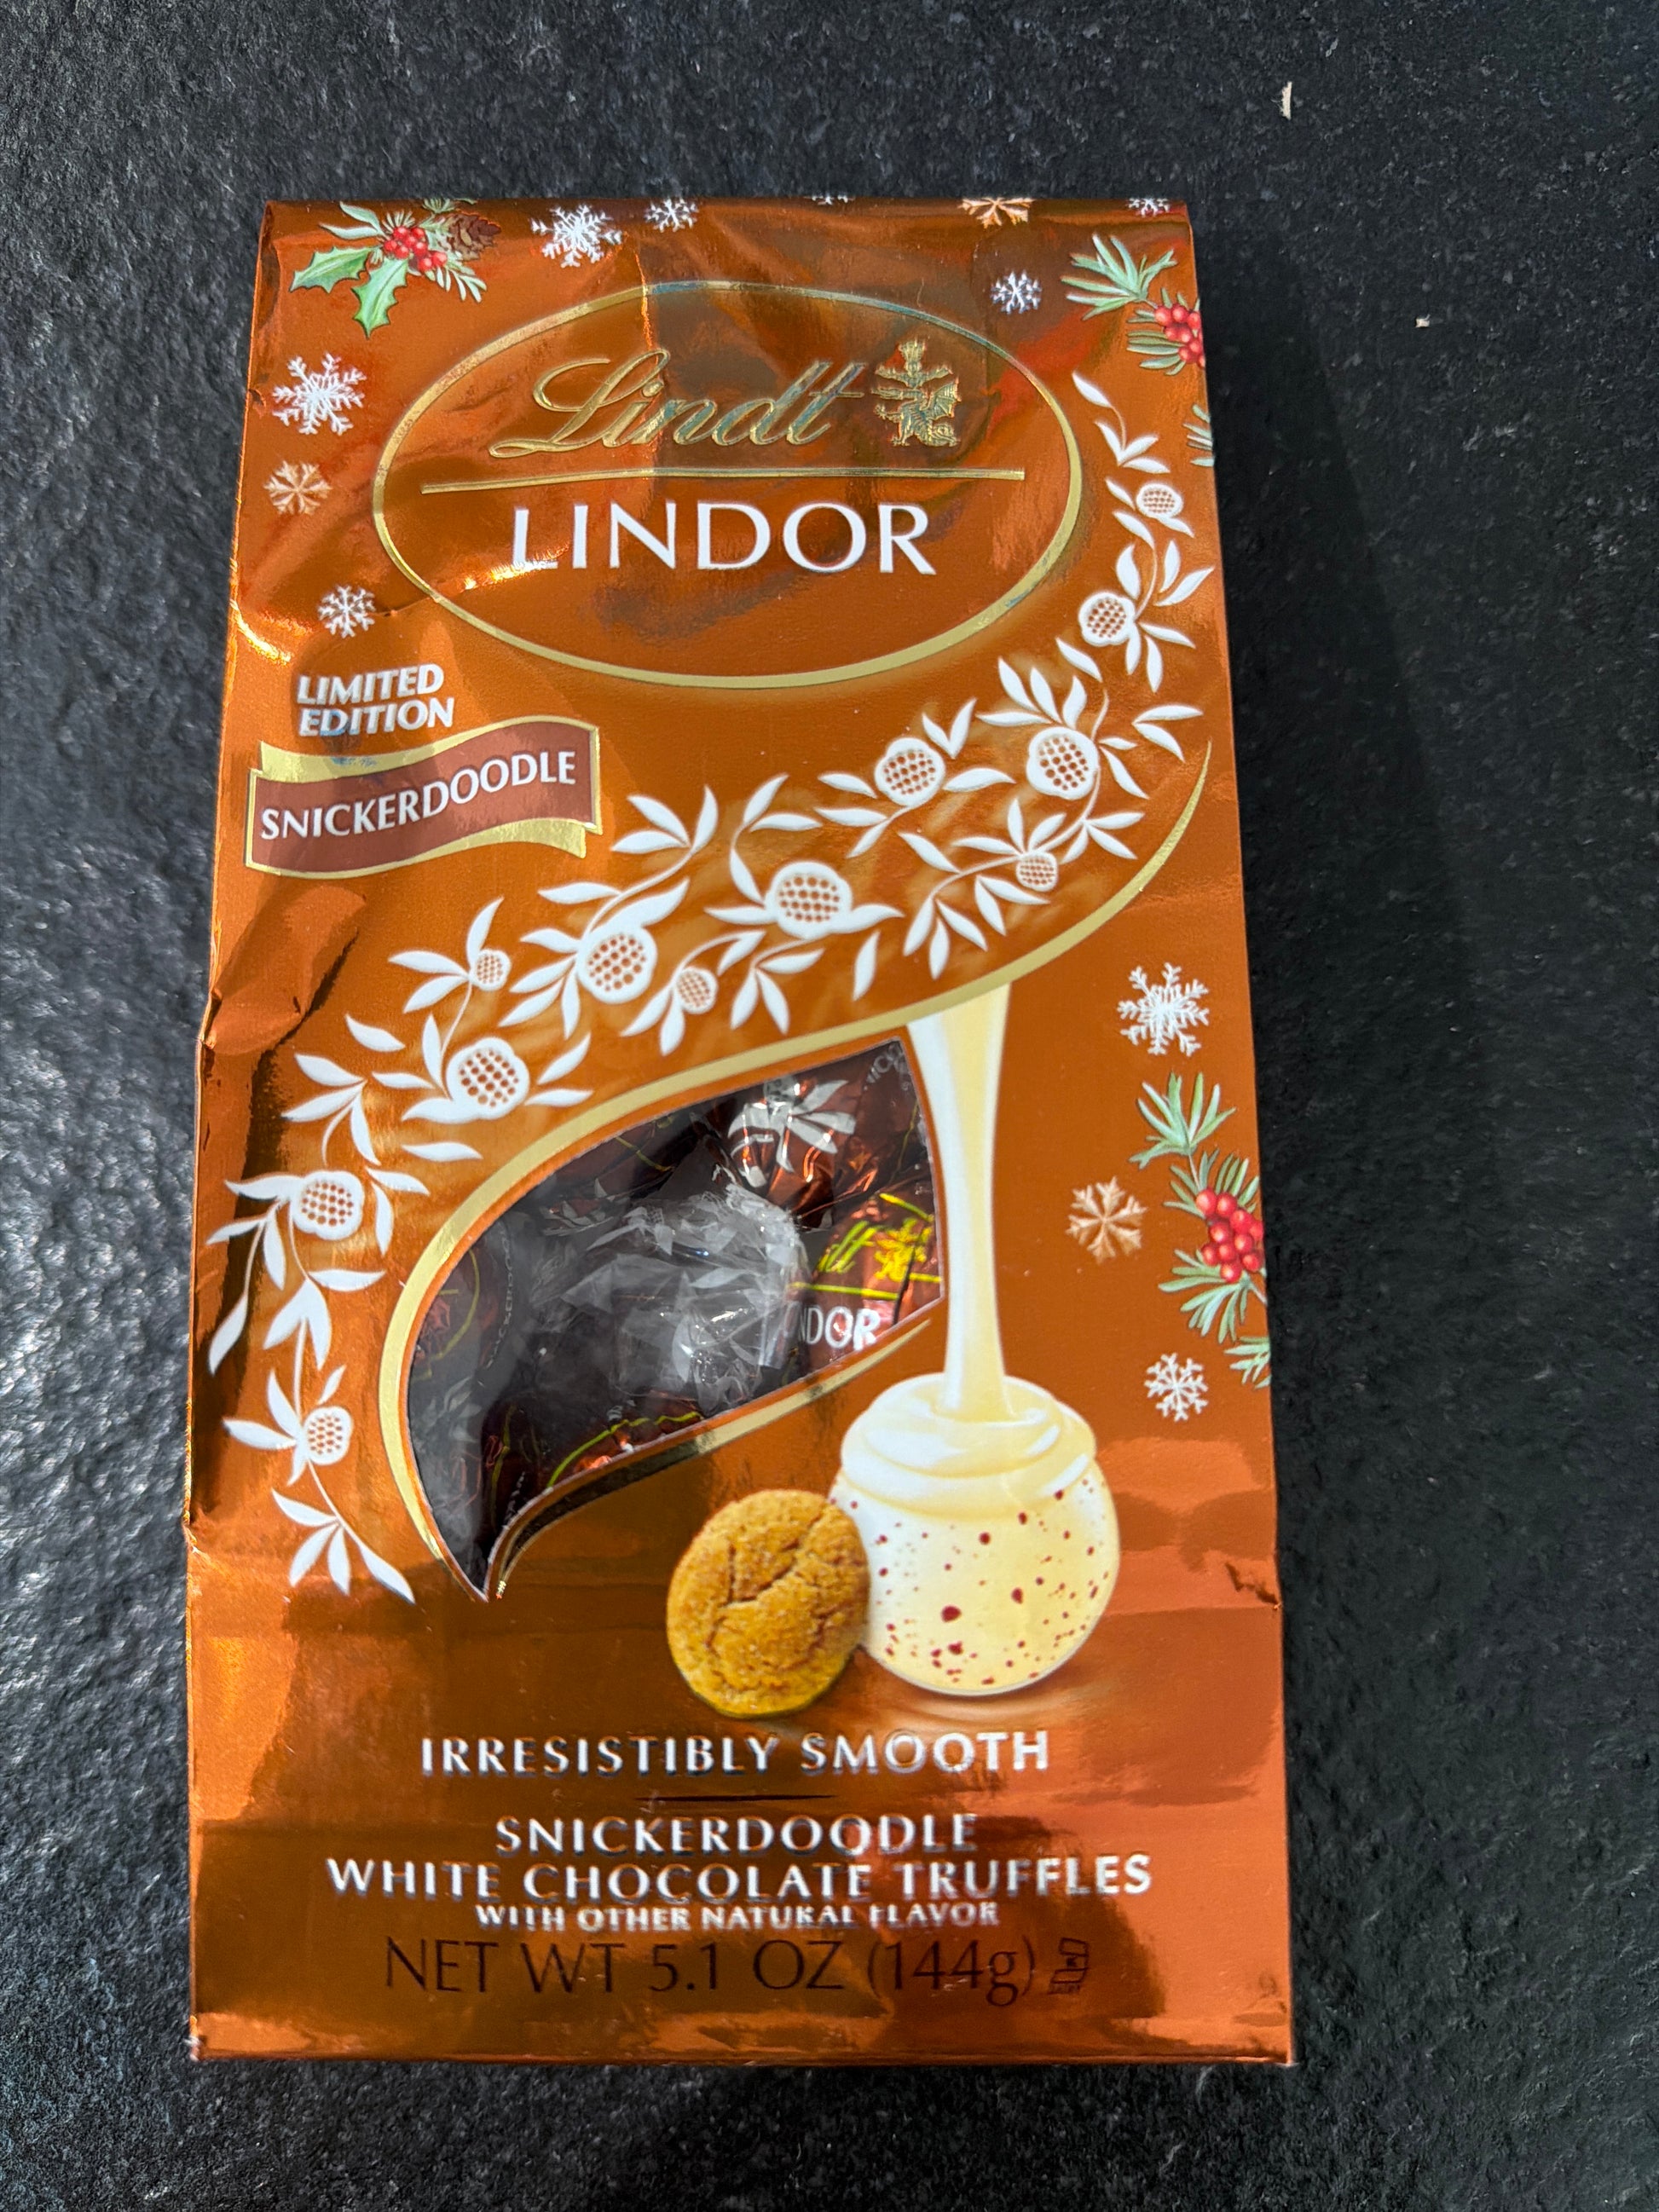 Lindt
LINDOR
LIMITED
EDITION
SNICKERDOODLE
NDOR
IRRESISTIBLY SMOOTH
SNICKERDOODLE
WHITE CHOCOLATE TRUFFLES
WITH OTHER NATURAL FLAVOR
NET WT 5.1 OZ (144g)